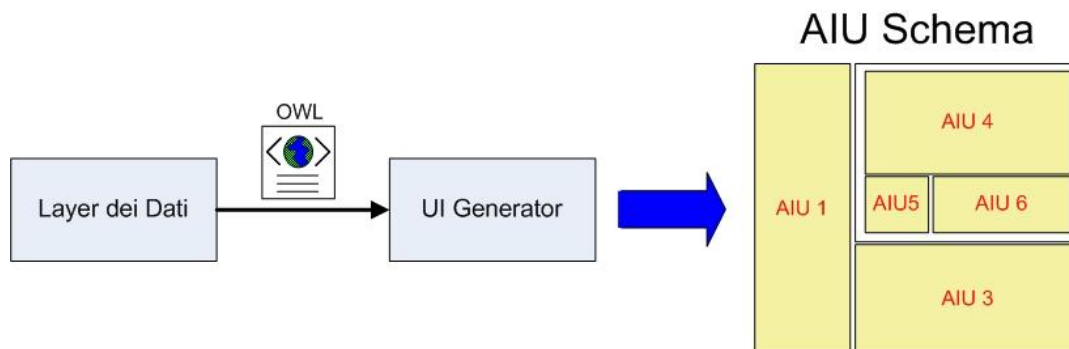 AIU Schema
OWL
Layer dei Dati
UI Generator
AIU 1
AIU 4
AIU5
AIU 6
AIU 3